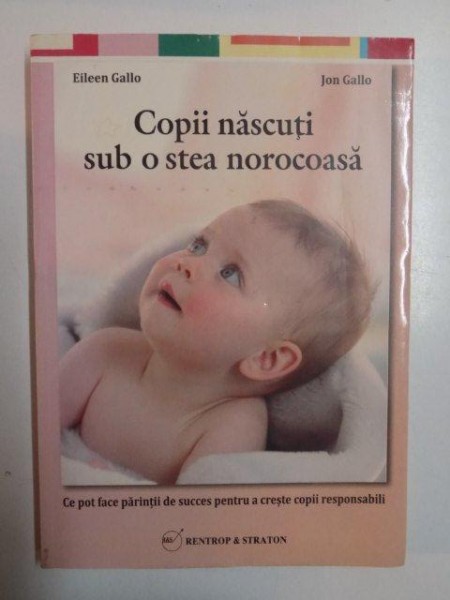 Eileen Gallo
Jon Gallo
Copii născuţi
sub o stea norocoasă
Ce pot face părinții de succes pentru a crește copii responsabili
R&S
RENTROP & STRATON